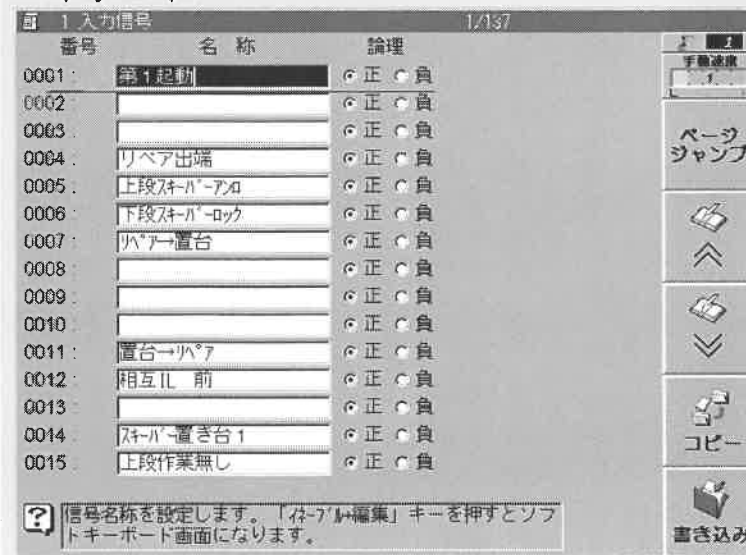 1 入力信号 1/137
番号 名 称 論理
0001 : 第1起動 正 負
0002 : 正 負
0003 : 正 負
0004 : リペア出端 正 負
0005 : 上段ｽｷｰﾊﾞｰｱﾝﾛ 正 負
0006 : 下段ｽｷｰﾊﾞｰﾛｯｸ 正 負
0007 : ﾘﾍﾟｱ→置台 正 負
0008 : 正 負
0009 : 正 負
0010 : 正 負
0011 : 置台→ﾘﾍﾟｱ 正 負
0012 : 相互IL 前 正 負
0013 : 正 負
0014 : ｽｷｰﾊﾞｰ置き台1 正 負
0015 : 上段作業無し 正 負
1
手動速度
1
ページ
ジャンプ
コピー
書き込み
信号名称を設定します。「ｲﾈｰﾌﾞﾙ+編集」キーを押すとソフ
トキーボード画面になります。